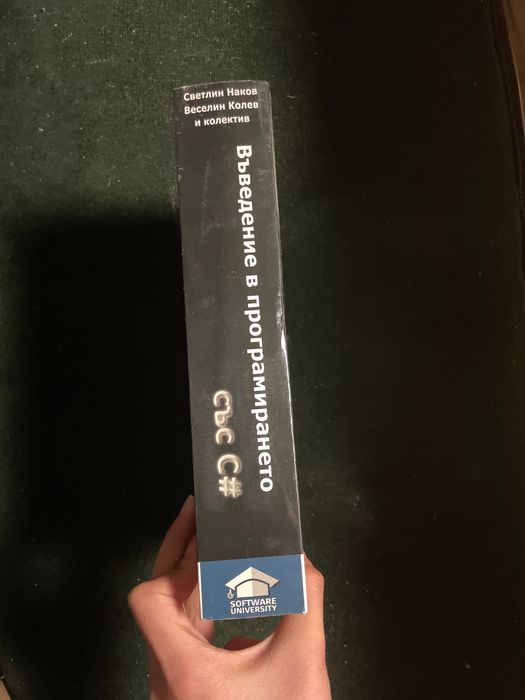 Светлин Наков
Веселин Колев
и колектив
Въведение в програмирането
със C#
SOFTWARE
UNIVERSITY